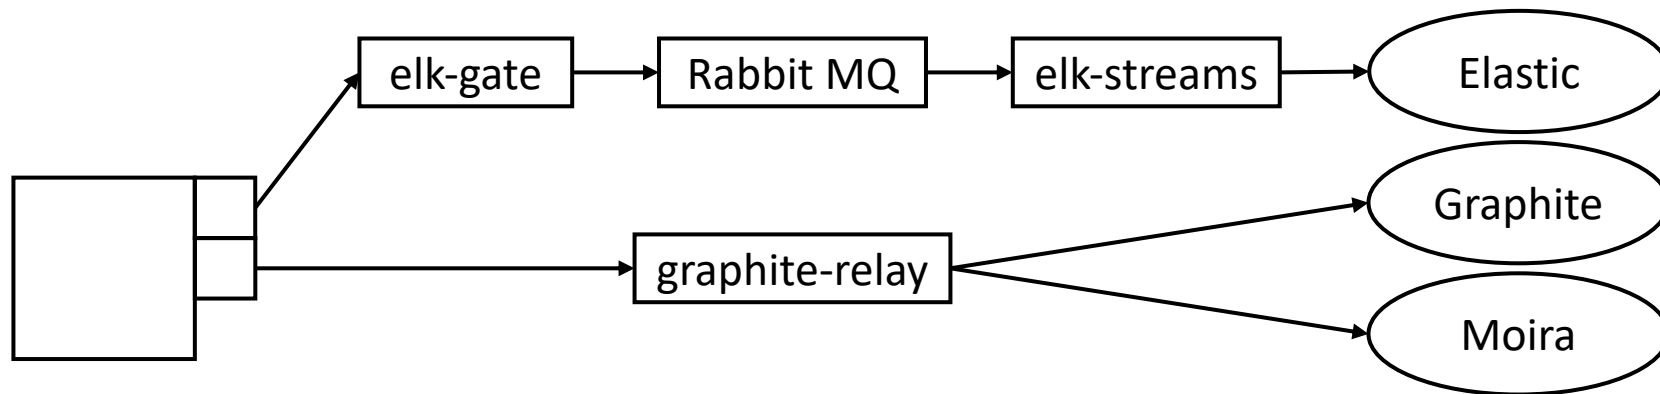 elk-gate
Rabbit MQ
elk-streams
Elastic
Graphite
graphite-relay
Moira